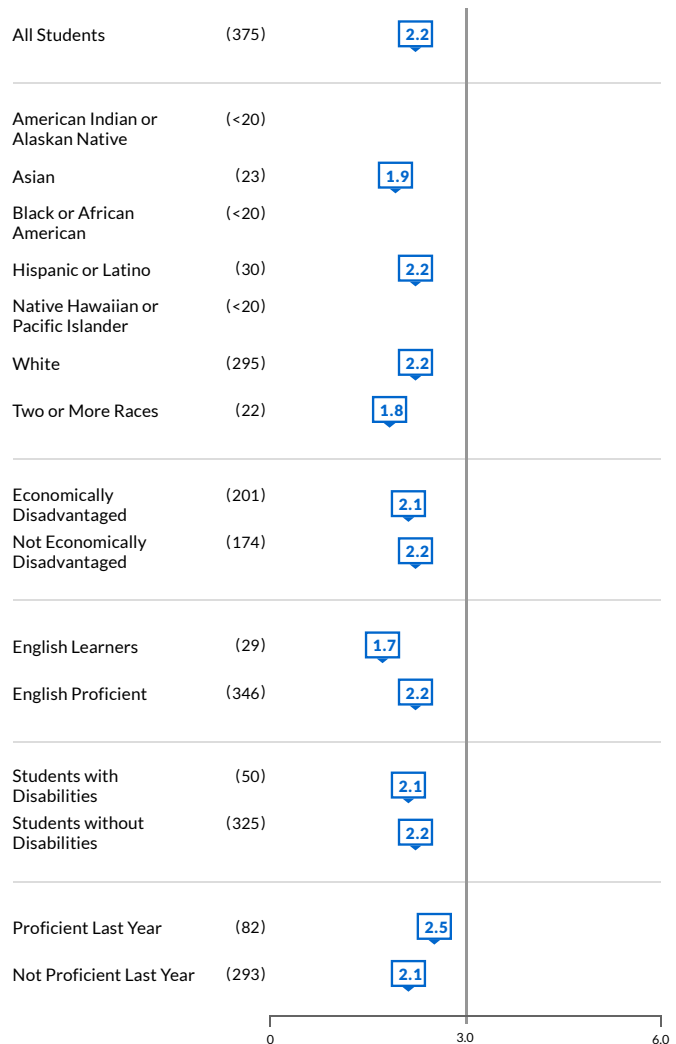 All Students (375) 2.2
American Indian or (<20)
Alaskan Native
Asian (23) 1.9
Black or African (<20)
American
Hispanic or Latino (30) 2.2
Native Hawaiian or (<20)
Pacific Islander
White (295) 2.2
Two or More Races (22) 1.8
Economically (201) 2.1
Disadvantaged
Not Economically (174) 2.2
Disadvantaged
English Learners (29) 1.7
English Proficient (346) 2.2
Students with (50) 2.1
Disabilities
Students without (325) 2.2
Disabilities
Proficient Last Year (82) 2.5
Not Proficient Last Year (293) 2.1
0 3.0 6.0